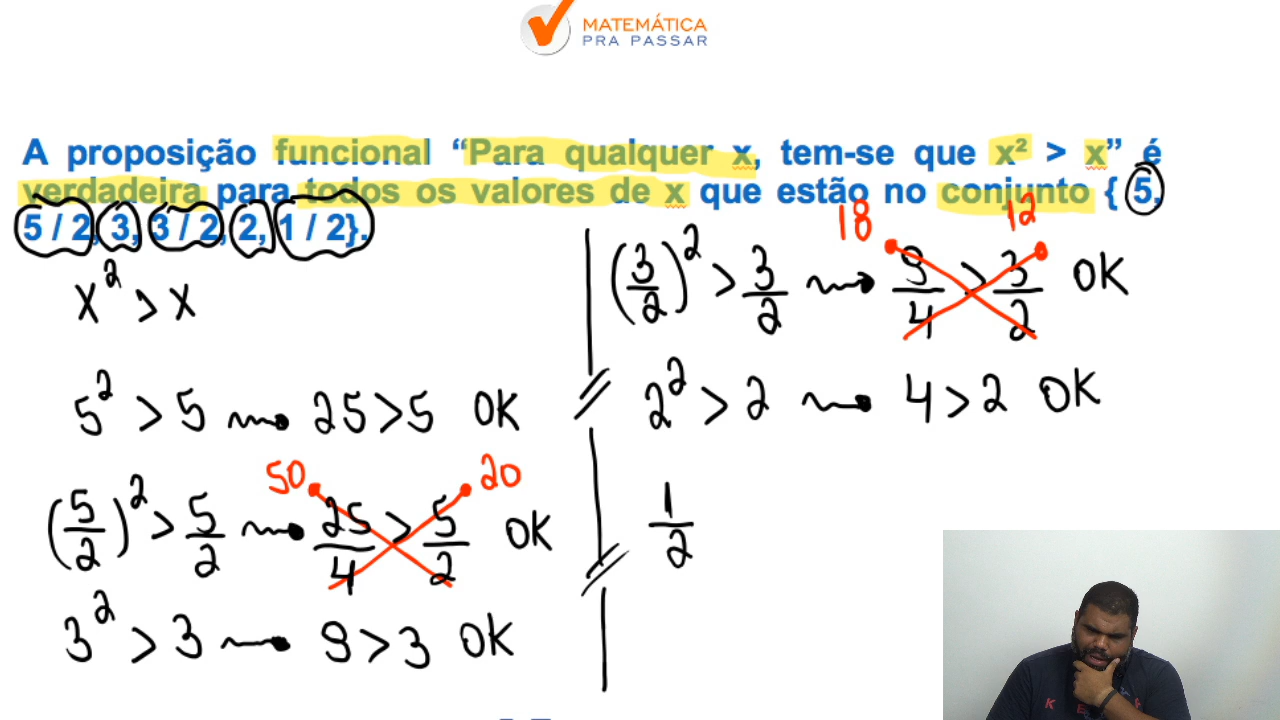 MATEMÁTICA
PRA PASSAR
A proposição funcional “Para qualquer x, tem-se que x² > x” é
verdadeira para todos os valores de x que estão no conjunto { 5,
5 / 2, 3, 3 / 2, 2, 1 / 2}.
x² > x
5² > 5 25 > 5 OK
50 20
(5/2)² > 5/2 25/4 > 5/2 OK
3² > 3 9 > 3 OK
18 12
(3/2)² > 3/2 9/4 > 3/2 OK
2² > 2 4 > 2 OK
1/2